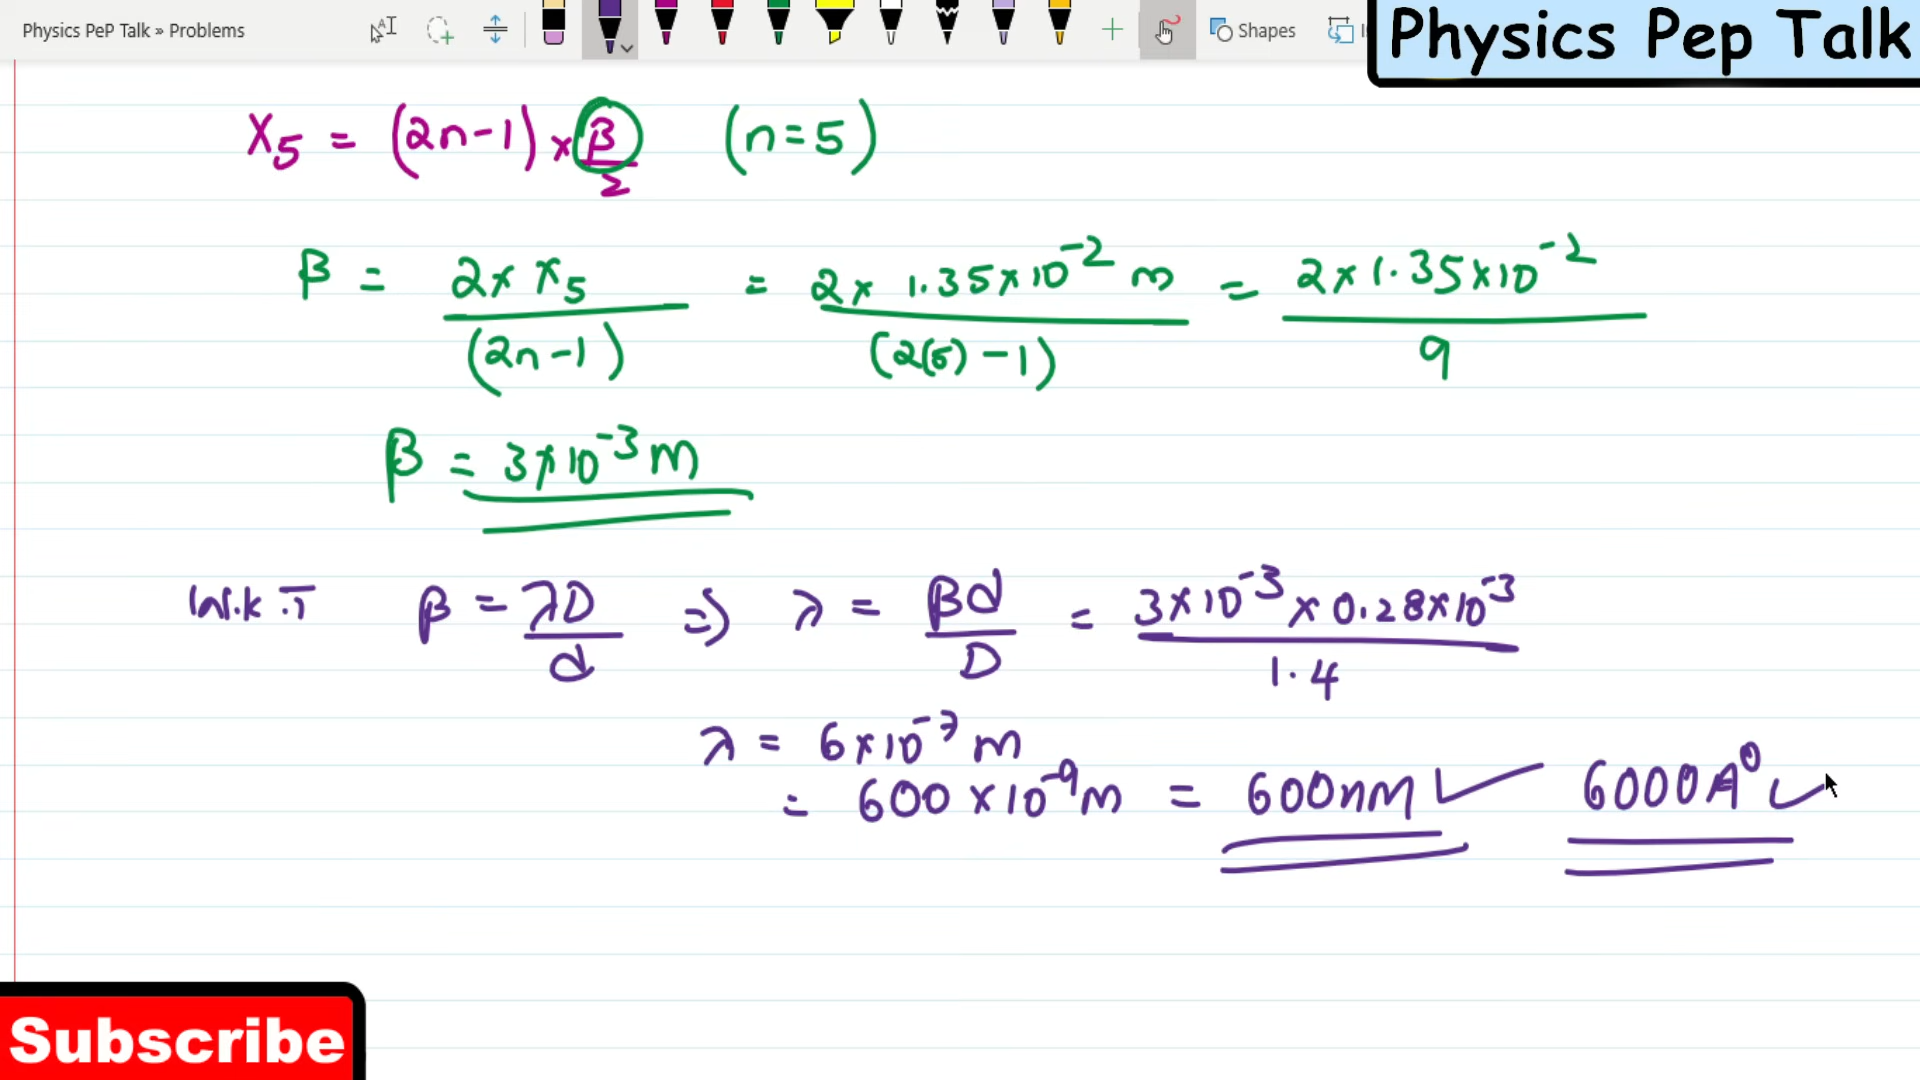 Physics PeP Talk » Problems
Shapes
Physics Pep Talk
X₅ = (2n-1) × β/2 (n=5)
β = 2 × x₅/(2n-1) = 2 × 1.35×10⁻² m/(2(5)-1) = 2×1.35×10⁻²/9
β = 3×10⁻³ m
W.K.T β = λD/d ⇒ λ = βd/D = 3×10⁻³ × 0.28×10⁻³/1.4
λ = 6×10⁻⁷ m
= 600 × 10⁻⁹ m = 600nm ✓ 6000A⁰ ✓
Subscribe